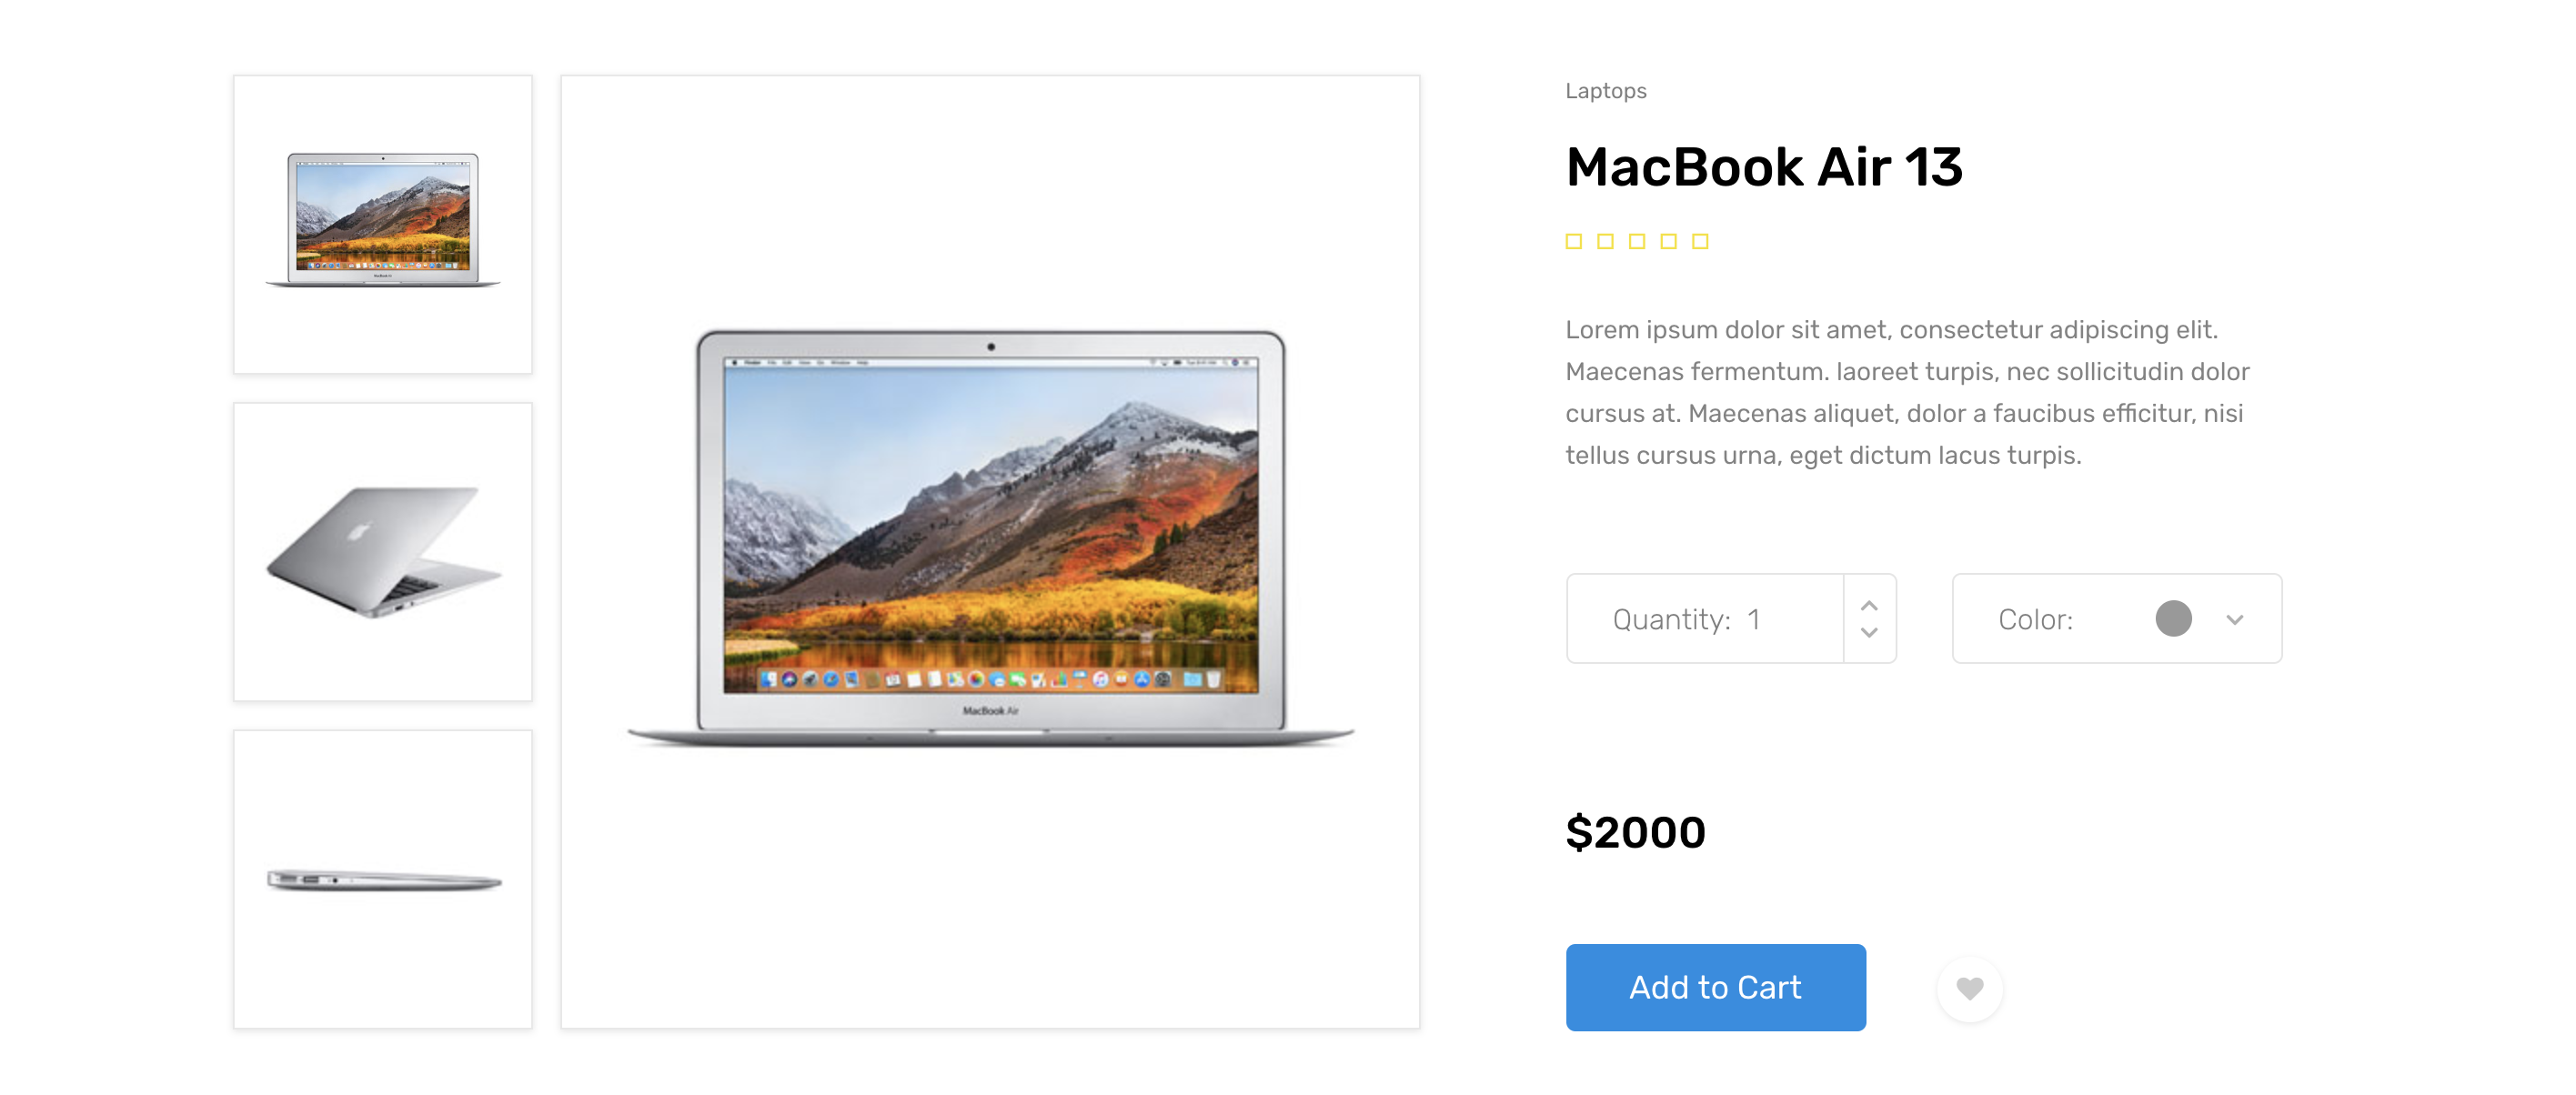 Laptops
MacBook Air 13
Lorem ipsum dolor sit amet, consectetur adipiscing elit.
Maecenas fermentum. laoreet turpis, nec sollicitudin dolor
cursus at. Maecenas aliquet, dolor a faucibus efficitur, nisi
tellus cursus urna, eget dictum lacus turpis.
Quantity: 1
Color:
$2000
Add to Cart
MacBook Air